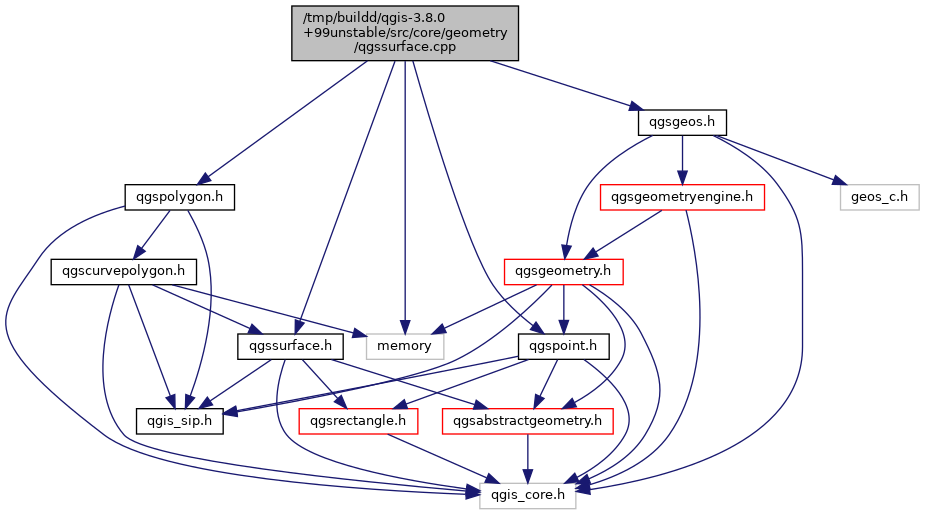 /tmp/buildd/qgis-3.8.0
+99unstable/src/core/geometry
/qgssurface.cpp
qgsgeos.h
qgspolygon.h
qgsgeometryengine.h
geos_c.h
qgscurvepolygon.h
qgsgeometry.h
qgssurface.h
memory
qgspoint.h
qgis_sip.h
qgsrectangle.h
qgsabstractgeometry.h
qgis_core.h